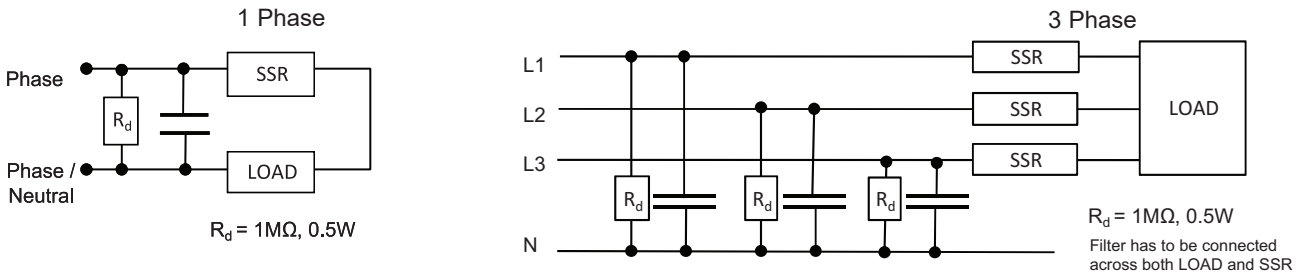 1 Phase
Phase
SSR
R_d
Phase /
Neutral
LOAD
R_d = 1MΩ, 0.5W
3 Phase
L1
SSR
L2
SSR
LOAD
L3
SSR
R_d
R_d
R_d
N
R_d = 1MΩ, 0.5W
Filter has to be connected
across both LOAD and SSR